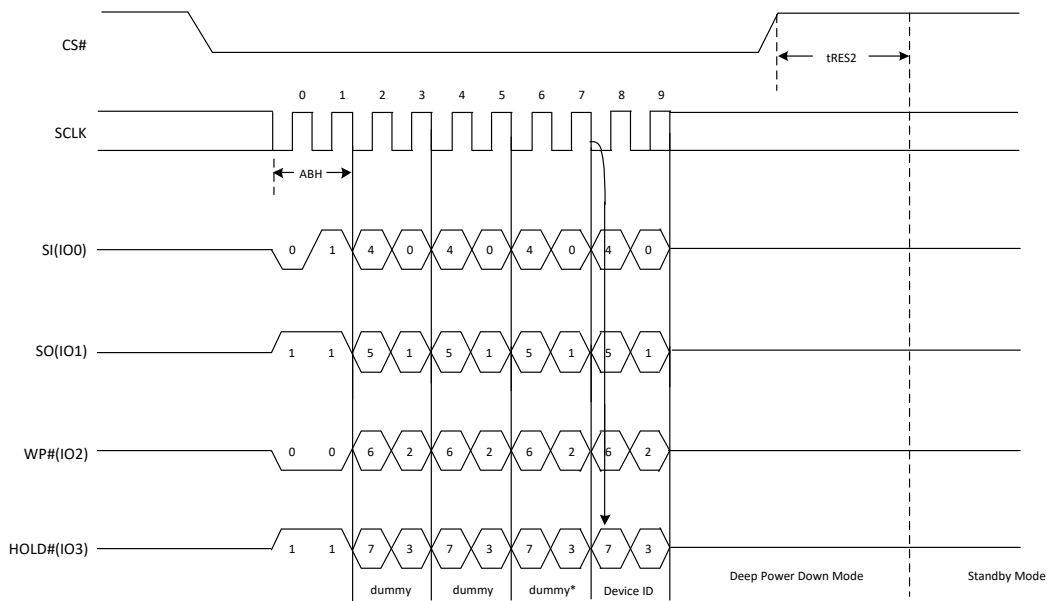 CS#
tRES2
0 1 2 3 4 5 6 7 8 9
SCLK
ABH
SI(IO0) 0 1 4 0 4 0 4 0 4 0
SO(IO1) 1 1 5 1 5 1 5 1 5 1
WP#(IO2) 0 0 6 2 6 2 6 2 6 2
HOLD#(IO3) 1 1 7 3 7 3 7 3 7 3
dummy dummy dummy* Device ID Deep Power Down Mode Standby Mode